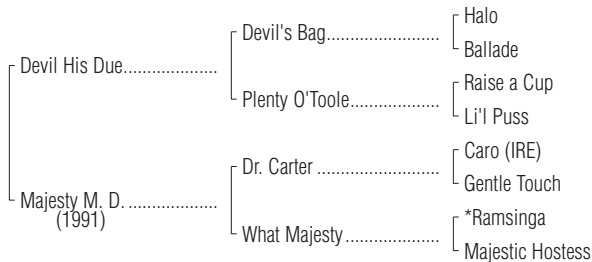 Halo
Devil's Bag........................
Ballade
Devil His Due....................
Raise a Cup
Plenty O'Toole...................
Li'l Puss
Caro (IRE)
Dr. Carter ..........................
Gentle Touch
Majesty M. D. ...................
(1991)
*Ramsinga
What Majesty....................
Majestic Hostess